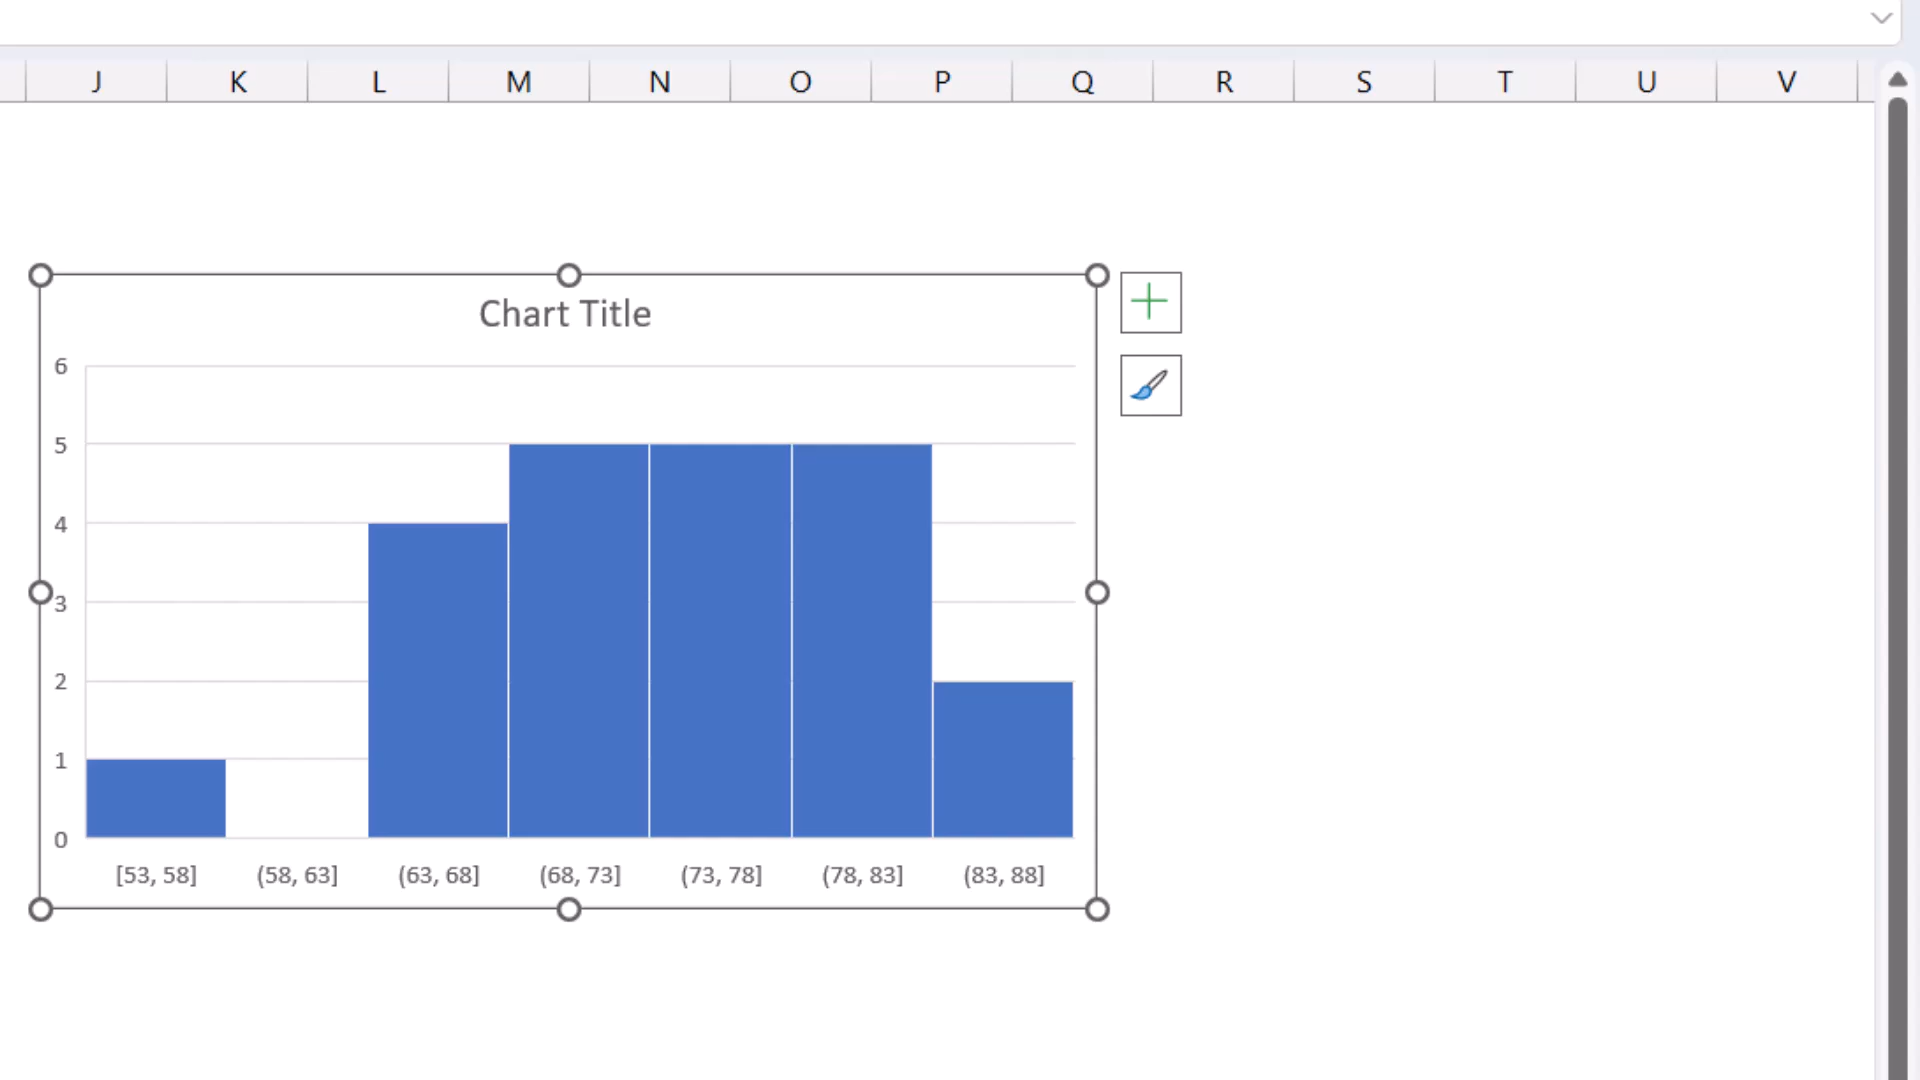 J K L M N O P Q R S T U V
Chart Title
6
5
4
3
2
1
0
[53, 58] (58, 63] (63, 68] (68, 73] (73, 78] (78, 83] (83, 88]